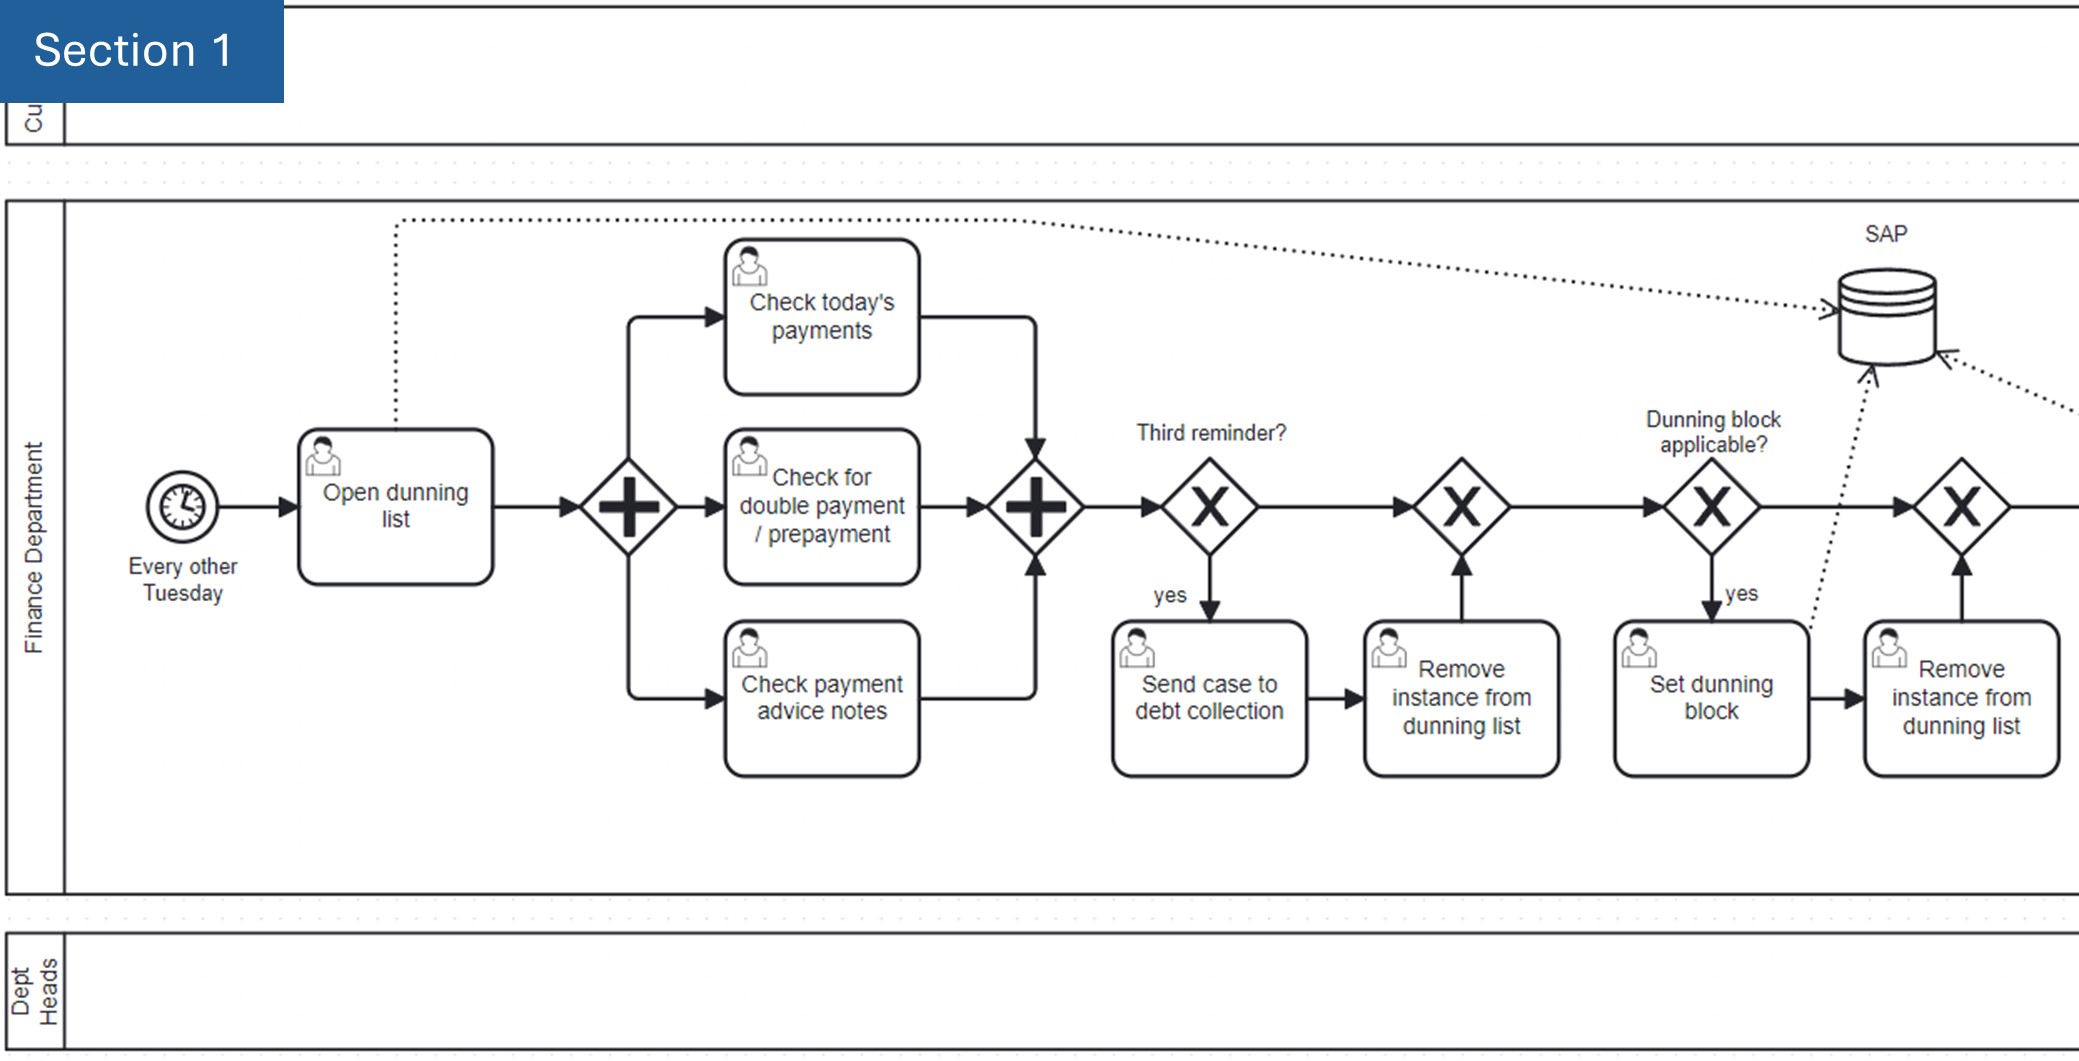 Section 1
Cu
Finance Department
Every other
Tuesday
Open dunning
list
Check today's
payments
Check for
double payment
/ prepayment
Check payment
advice notes
Third reminder?
yes
Send case to
debt collection
Remove
instance from
dunning list
Dunning block
applicable?
yes
Set dunning
block
Remove
instance from
dunning list
SAP
Dept
Heads